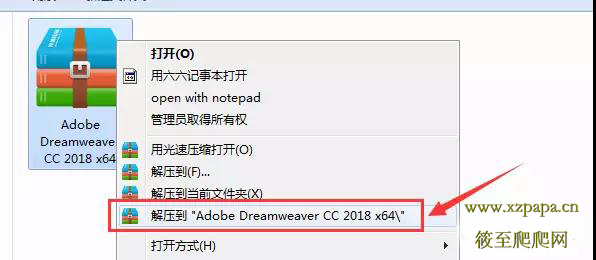 Adobe
Dreamweaver
CC 2018 x64
打开(O)
用六六记事本打开
open with notepad
管理员取得所有权
用光速压缩打开(O)
解压到(F)...
解压到当前文件夹(X)
解压到 "Adobe Dreamweaver CC 2018 x64\"
打开方式(H)
www.xzpapa.cn
筱至爬爬网